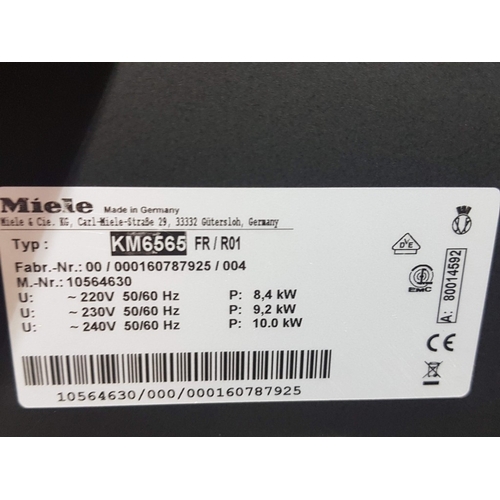 Miele Made in Germany
Miele & Cie. KG, Carl-Miele-Straße 29, 33332 Gütersloh, Germany
Typ : KM6565 FR / R01
Fabr.-Nr.: 00 / 000160787925 / 004
M.-Nr.: 10564630
U: ~ 220V 50/60 Hz P: 8,4 kW
U: ~ 230V 50/60 Hz P: 9,2 kW
U: ~ 240V 50/60 Hz P: 10.0 kW
10564630/000/000160787925
DVE
EMC
A: 80014592
CE